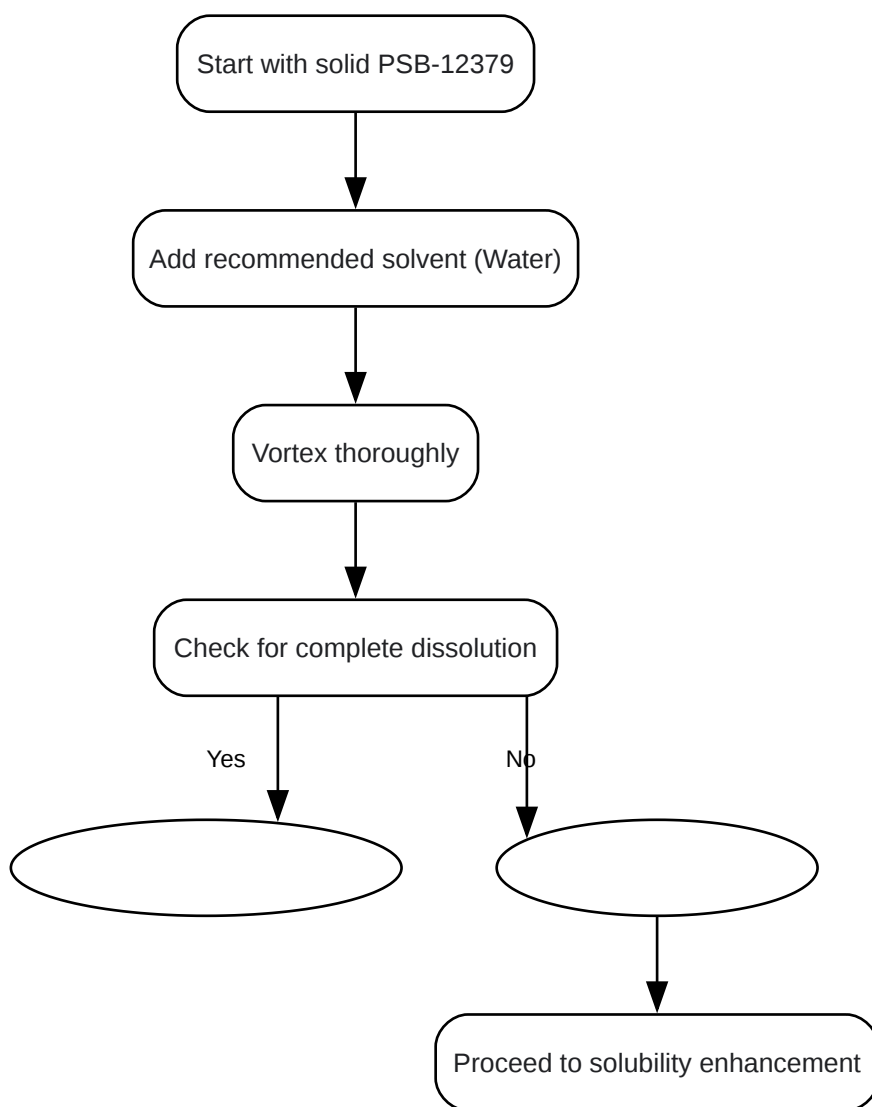 Start with solid PSB-12379
Add recommended solvent (Water)
Vortex thoroughly
Check for complete dissolution
Yes
No
Proceed to solubility enhancement